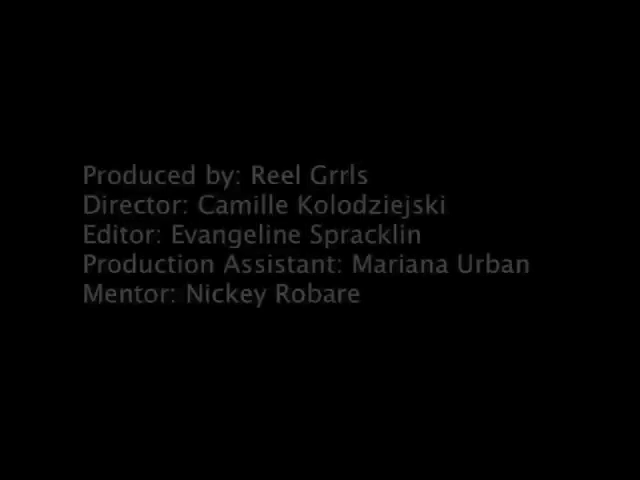 Produced by: Reel Grrls
Director: Camille Kolodziejski
Editor: Evangeline Spracklin
Production Assistant: Mariana Urban
Mentor: Nickey Robare